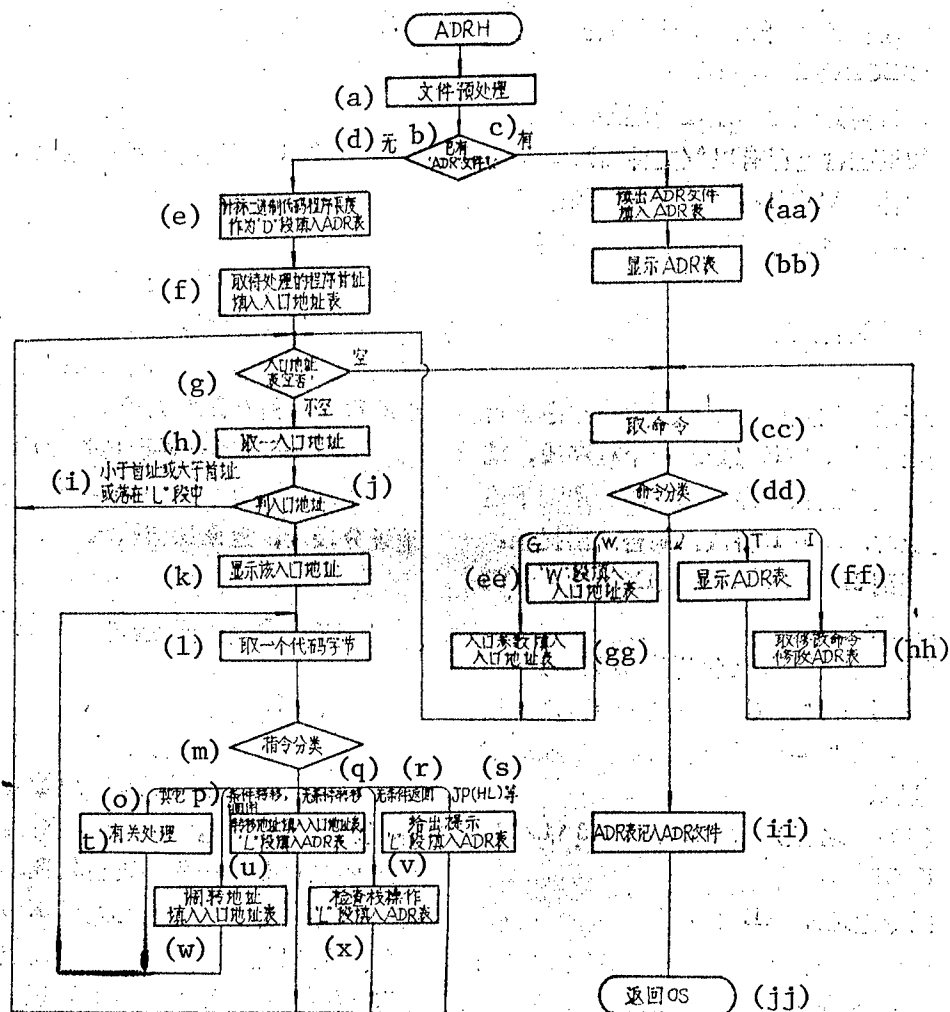 ADRH
(a) 文件预处理
(d) 无 b) c) 有
已有
'ADR'文件?
(e) 计称二进制代码程序长度
作为'D'段填入ADR表
读出ADR文件
填入ADR表 (aa)
(f) 取待处理的程序首址
填入入口地址表
显示ADR表 (bb)
(g) 入口地址
表空否? 空
不空
(h) 取一入口地址
取命令 (cc)
(i) 小于首址或大于首址
或落在'L'段中
判入口地址 (j)
命令分类 (dd)
(k) 显示该入口地址
G W T I
(ee) W段填入
入口地址表
显示ADR表 (ff)
(l) 取一个代码字节
入口参数填入
入口地址表 (gg)
取修改命令
修改ADR表 (hh)
(m) 指令分类
(q) (r) (s)
(o) 其它 p) 条件转移,
调用
无条件转移 无条件返回 JP(HL)等
t) 有关处理
转移地址填入入口地址表
'L'段填入ADR表
给出提示
'L'段填入ADR表
ADR表记入ADR文件 (ii)
(u) (v)
调转地址
填入入口地址表
检查栈操作
'L'段填入ADR表
(w) (x)
返回OS (jj)